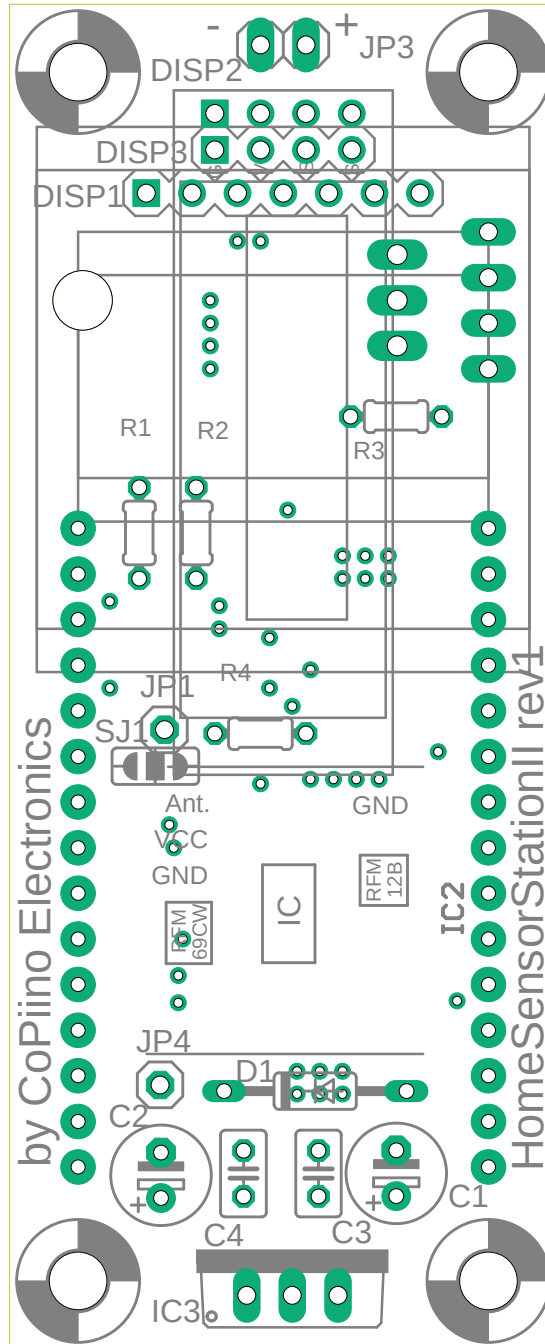 - +
JP3
DISP2
DISP3
DISP1
R1
R2
R3
R4
JP1
SJ1
Ant.
VCC
GND
GND
RFM
12B
IC
RFM
69CW
IC2
by CoPiino Electronics
HomeSensorStationII rev1
JP4
D1
C2
+
+
C1
C4
C3
IC3